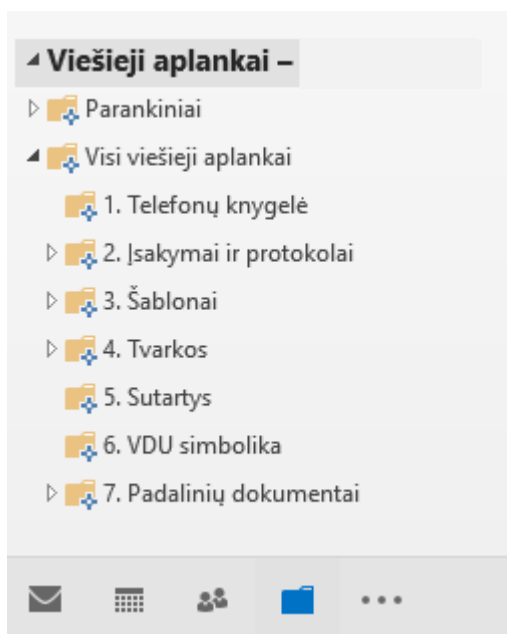 Viešieji aplankai –
Parankiniai
Visi viešieji aplankai
1. Telefonų knygelė
2. Įsakymai ir protokolai
3. Šablonai
4. Tvarkos
5. Sutartys
6. VDU simbolika
7. Padalinių dokumentai